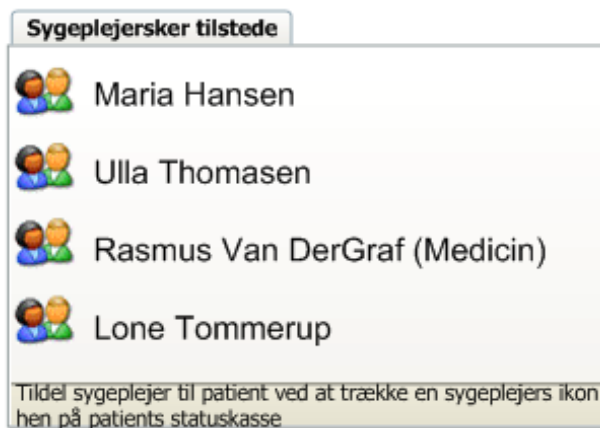 Sygeplejersker tilstede
Maria Hansen
Ulla Thomasen
Rasmus Van DerGraf (Medicin)
Lone Tommerup
Tildel sygeplejer til patient ved at trække en sygeplejers ikon
hen på patients statuskasse